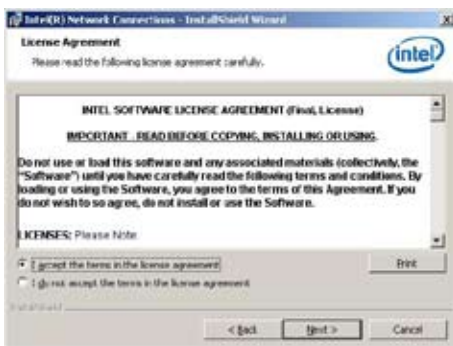 Intel(R) Network Connections - InstallShield Wizard
License Agreement
Please read the following license agreement carefully.
intel
INTEL SOFTWARE LICENSE AGREEMENT (Final, License)
IMPORTANT - READ BEFORE COPYING, INSTALLING OR USING.
Do not use or load this software and any associated materials (collectively, the
"Software") until you have carefully read the following terms and conditions. By
loading or using the Software, you agree to the terms of this Agreement. If you
do not wish to so agree, do not install or use the Software.
LICENSES: Please Note:
I accept the terms in the license agreement
Print
I do not accept the terms in the license agreement
InstallShield
< Back
Next >
Cancel